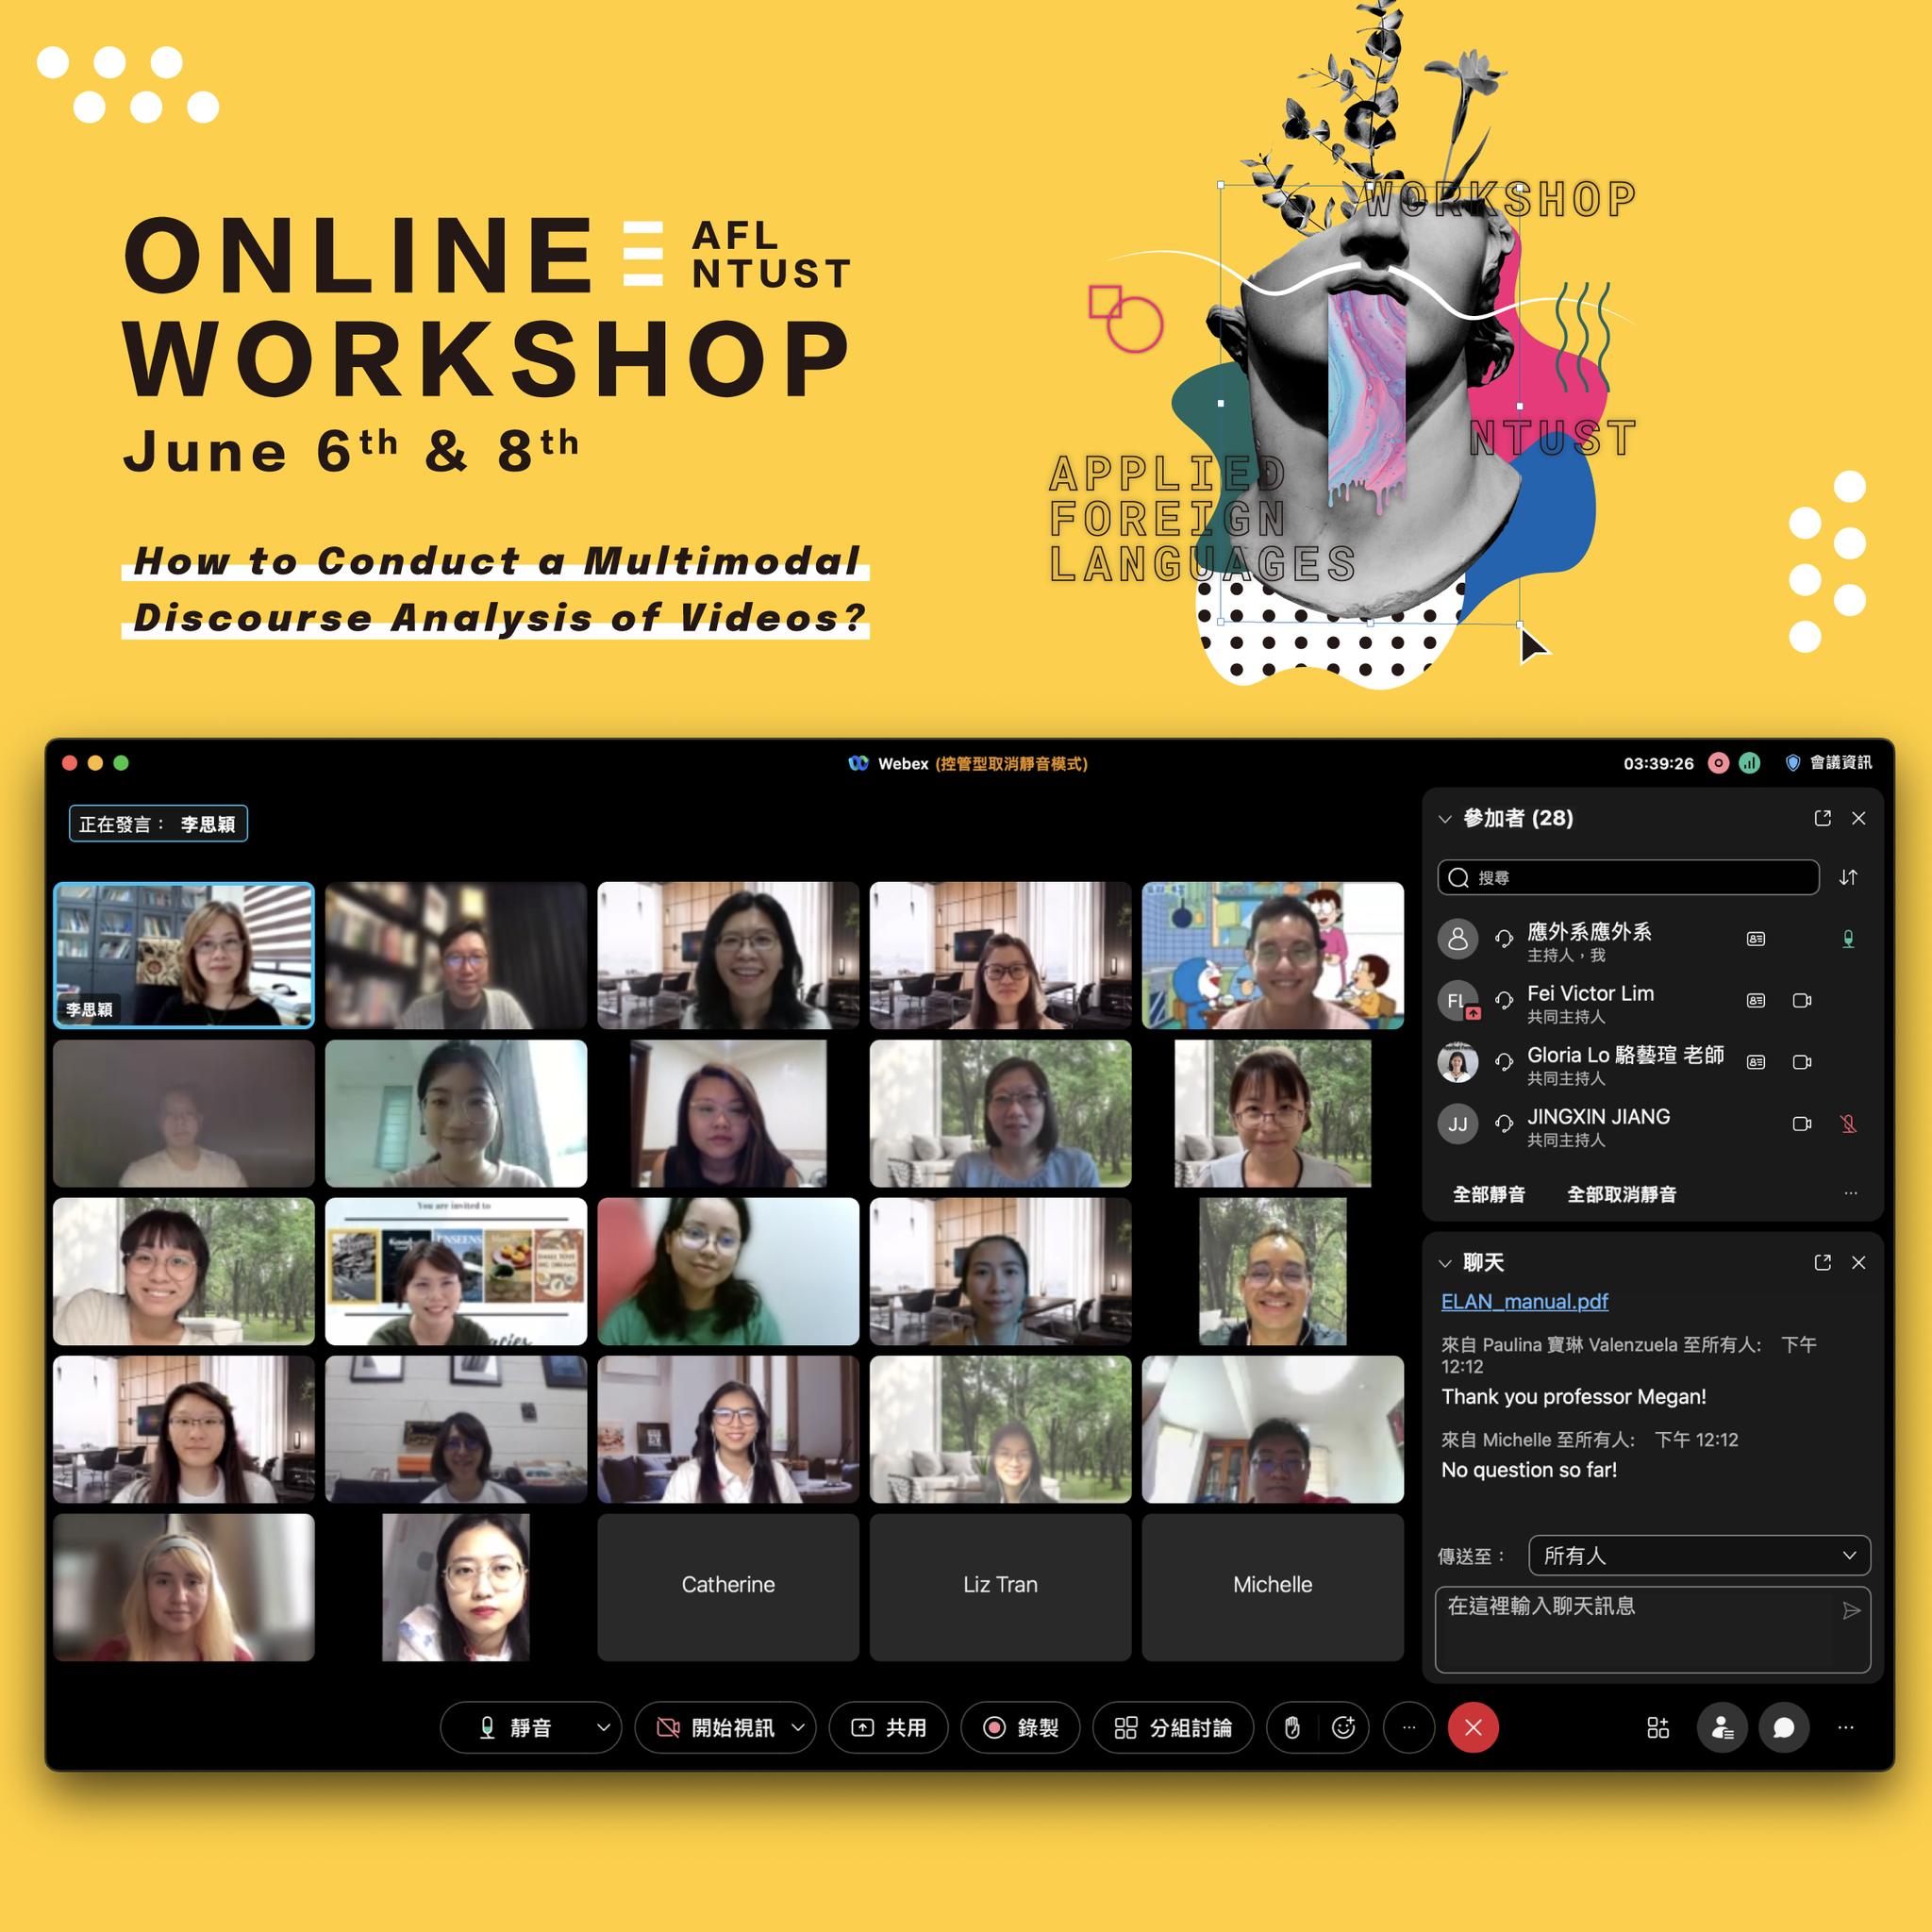 ONLINE
AFL
NTUST
WORKSHOP
June 6th & 8th
How to Conduct a Multimodal
Discourse Analysis of Videos?
WORKSHOP
NTUST
APPLIED
FOREIGN
LANGUAGES
Webex (控管型取消靜音模式)
03:39:26
會議資訊
正在發言： 李思穎
李思穎
You are invited to
UNSEENS
Catherine
Liz Tran
Michelle
參加者 (28)
搜尋
應外系應外系
主持人，我
FL
Fei Victor Lim
共同主持人
Gloria Lo 駱藝瑄 老師
共同主持人
JJ
JINGXIN JIANG
共同主持人
全部靜音 全部取消靜音
聊天
ELAN_manual.pdf
來自 Paulina 寶琳 Valenzuela 至所有人: 下午
12:12
Thank you professor Megan!
來自 Michelle 至所有人: 下午 12:12
No question so far!
傳送至： 所有人
在這裡輸入聊天訊息
靜音 開始視訊 共用 錄製 分組討論